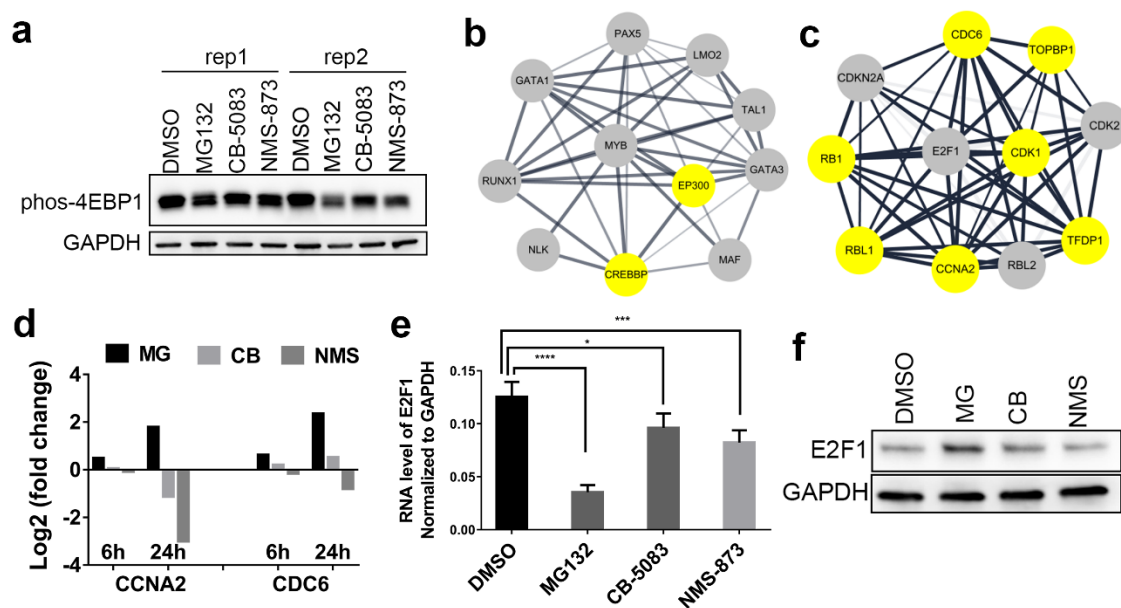 a
rep1 rep2
DMSO MG132 CB-5083 NMS-873 DMSO MG132 CB-5083 NMS-873
phos-4EBP1
GAPDH
b
PAX5
LMO2
GATA1
TAL1
MYB
GATA3
RUNX1
EP300
NLK
MAF
CREBBP
c
CDC6
TOPBP1
CDKN2A
CDK2
E2F1
CDK1
RB1
TFDP1
RBL1
CCNA2
RBL2
d
MG CB NMS
Log2 (fold change)
4
2
0
-2
-4
6h 24h 6h 24h
CCNA2 CDC6
e
***
*
****
RNA level of E2F1
Normalized to GAPDH
0.15
0.10
0.05
0.00
DMSO MG132 CB-5083 NMS-873
f
DMSO MG CB NMS
E2F1
GAPDH